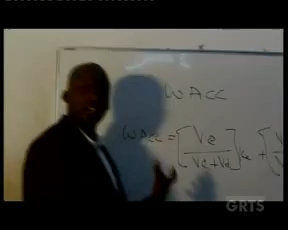 WACC
WACC = [Ve / Ve+Vd] Ke + [V
GRTS